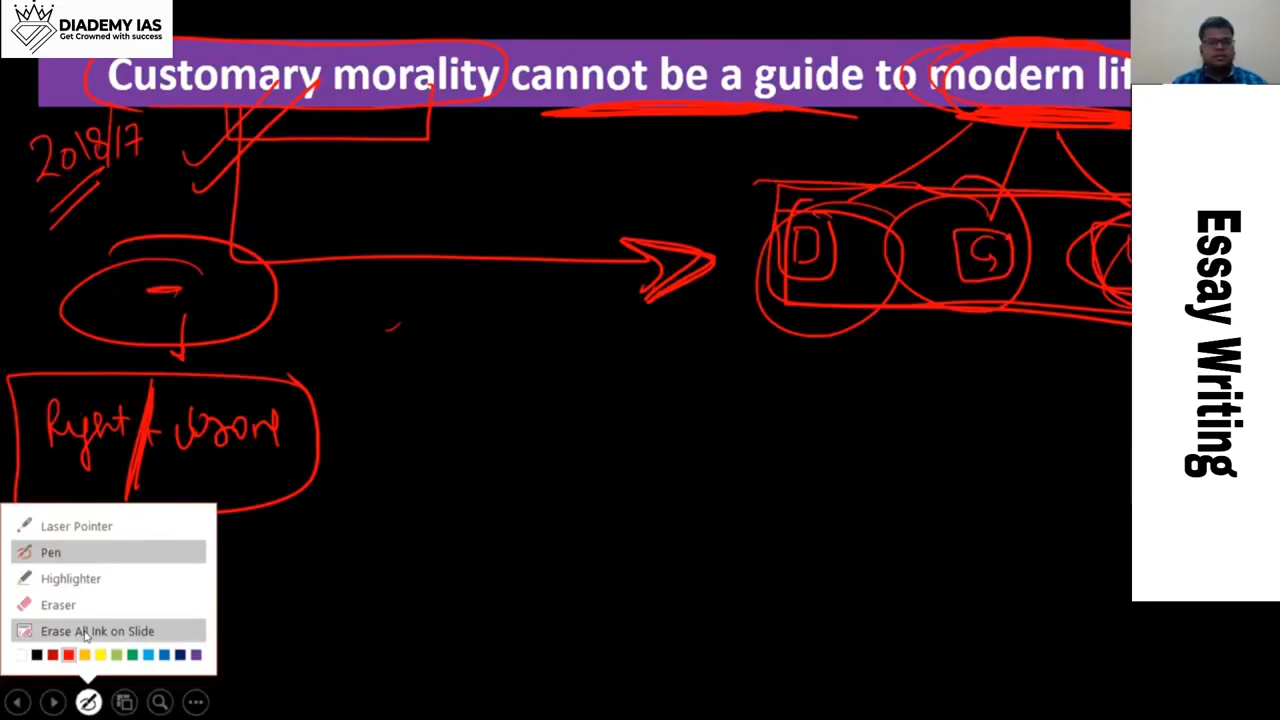 DIADEMY IAS
Get Crowned with success
Customary morality cannot be a guide to modern lif
2018/17
D
G
Right
Essay Writing
Laser Pointer
Pen
Highlighter
Eraser
Erase All Ink on Slide